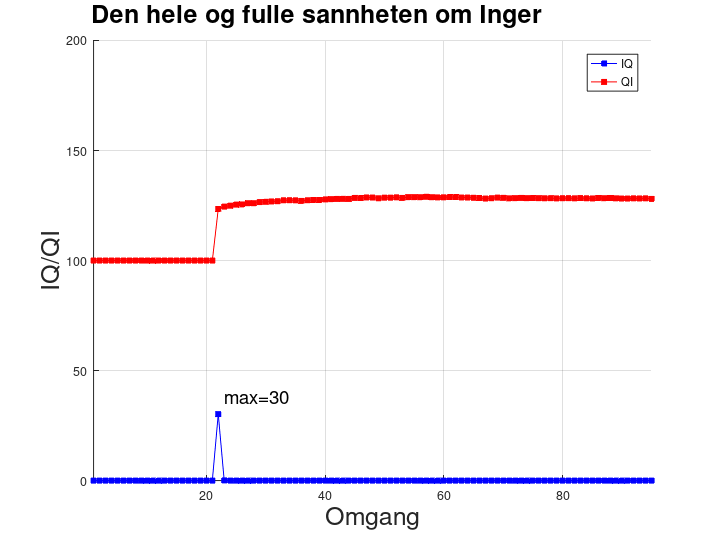 Den hele og fulle sannheten om Inger
200
IQ
QI
150
IQ/QI
100
50
max=30
0
20 40 60 80
Omgang